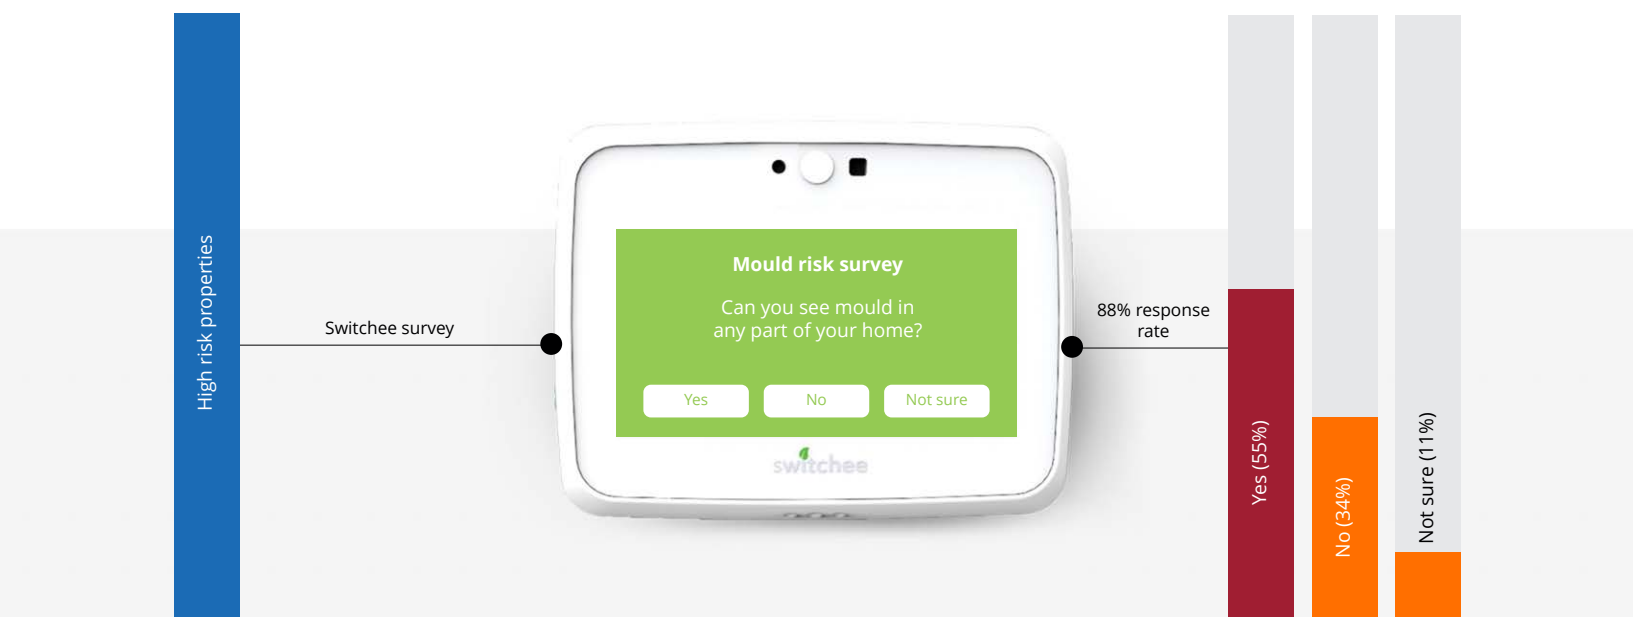 High risk properties
Switchee survey
Mould risk survey
Can you see mould in
any part of your home?
Yes
No
Not sure
switchee
88% response
rate
Yes (55%)
No (34%)
Not sure (11%)